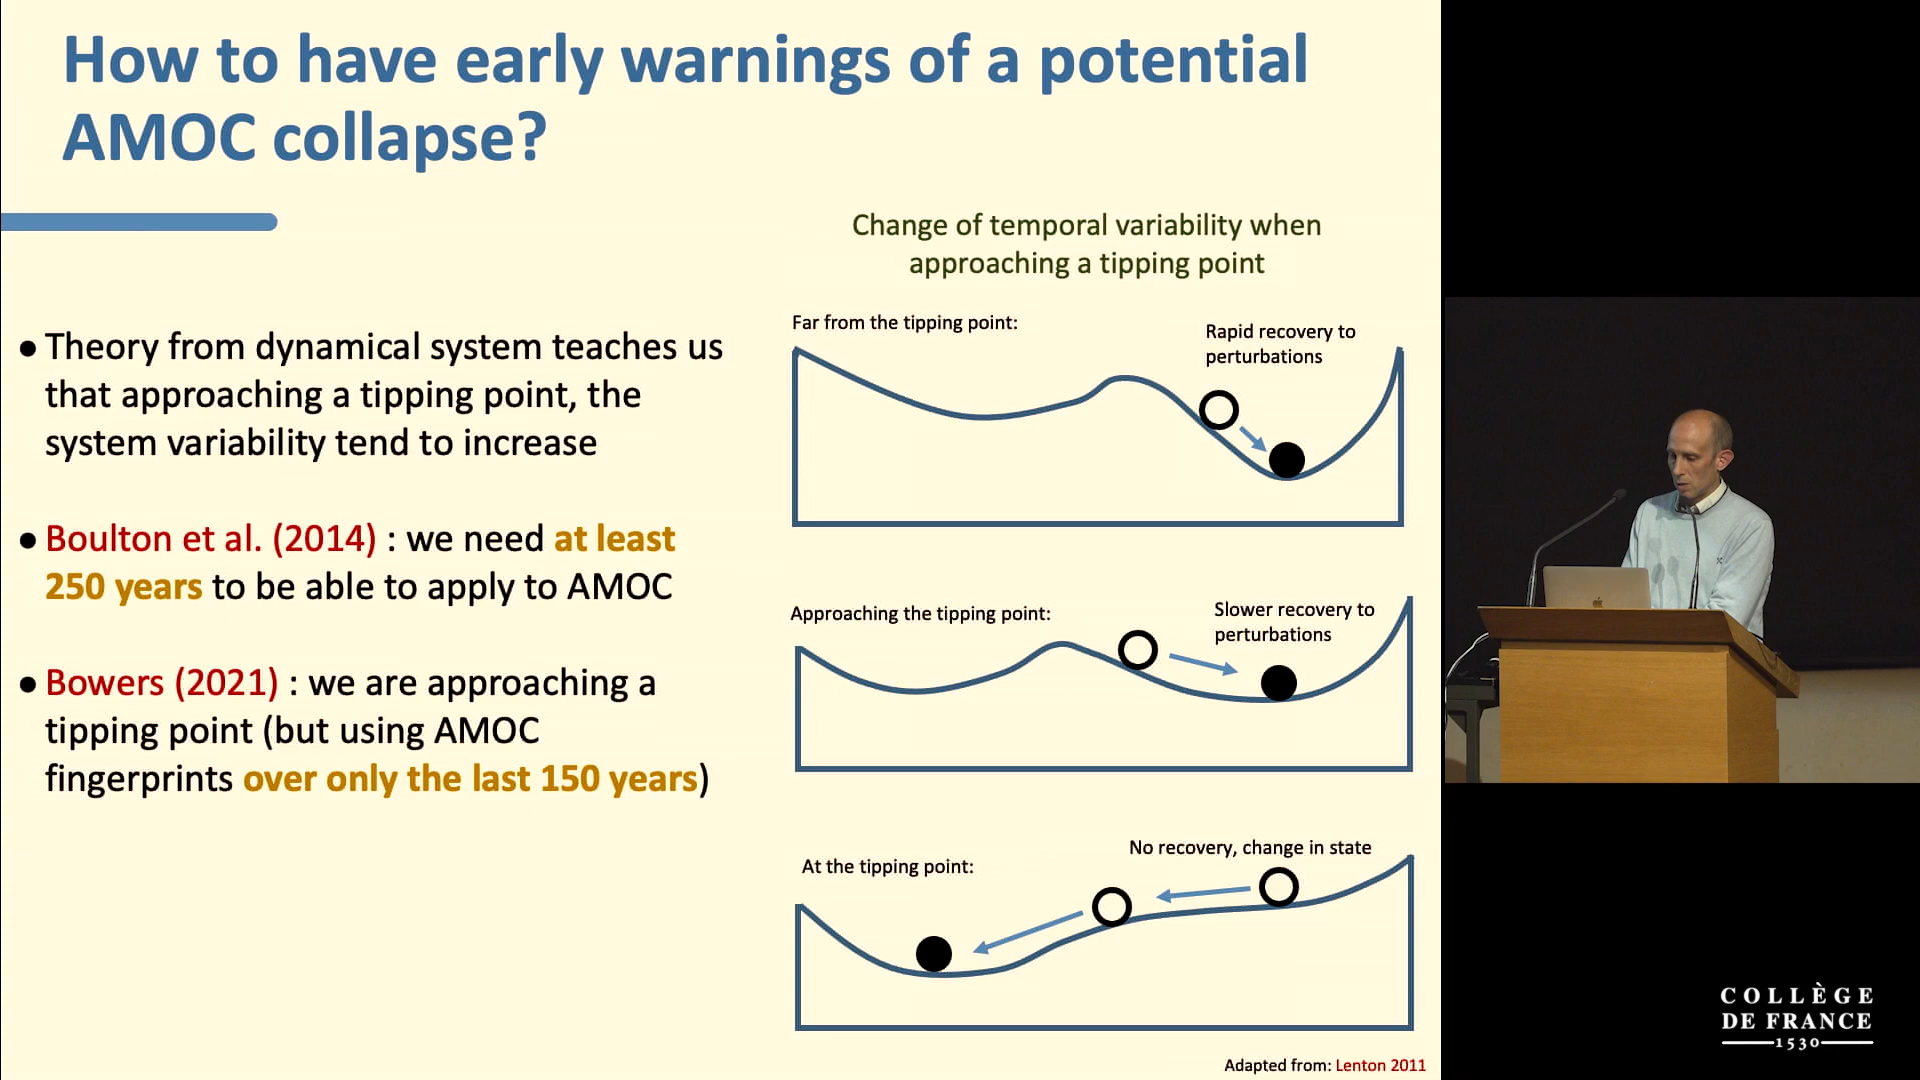 How to have early warnings of a potential
AMOC collapse?
Change of temporal variability when
approaching a tipping point
● Theory from dynamical system teaches us
that approaching a tipping point, the
system variability tend to increase
● Boulton et al. (2014) : we need at least
250 years to be able to apply to AMOC
● Bowers (2021) : we are approaching a
tipping point (but using AMOC
fingerprints over only the last 150 years)
Far from the tipping point:
Rapid recovery to
perturbations
Approaching the tipping point:
Slower recovery to
perturbations
At the tipping point:
No recovery, change in state
Adapted from: Lenton 2011
COLLÈGE
DE FRANCE
1530